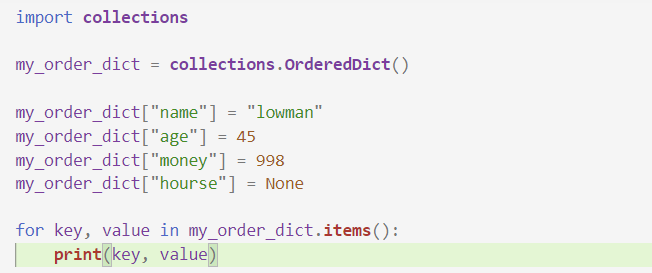 import collections
my_order_dict = collections.OrderedDict()
my_order_dict["name"] = "lowman"
my_order_dict["age"] = 45
my_order_dict["money"] = 998
my_order_dict["hourse"] = None
for key, value in my_order_dict.items():
    print(key, value)